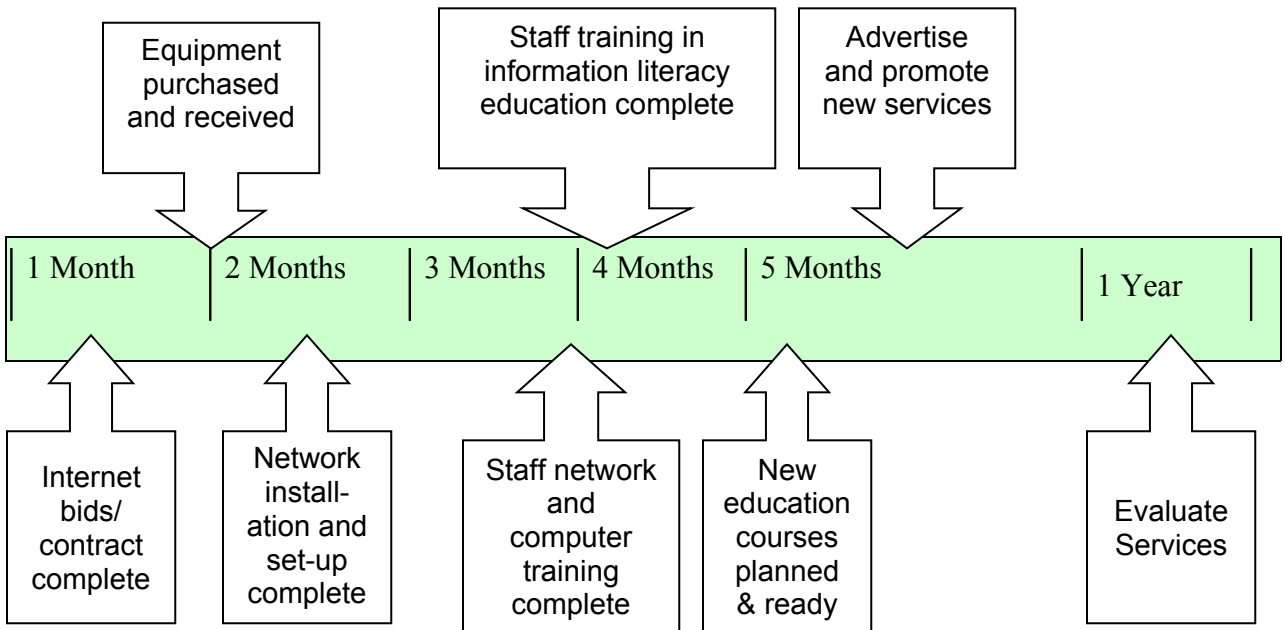 Equipment
purchased
and received
Staff training in
information literacy
education complete
Advertise
and promote
new services
1 Month
2 Months
3 Months
4 Months
5 Months
1 Year
Internet
bids/
contract
complete
Network
install-
ation and
set-up
complete
Staff network
and
computer
training
complete
New
education
courses
planned
& ready
Evaluate
Services